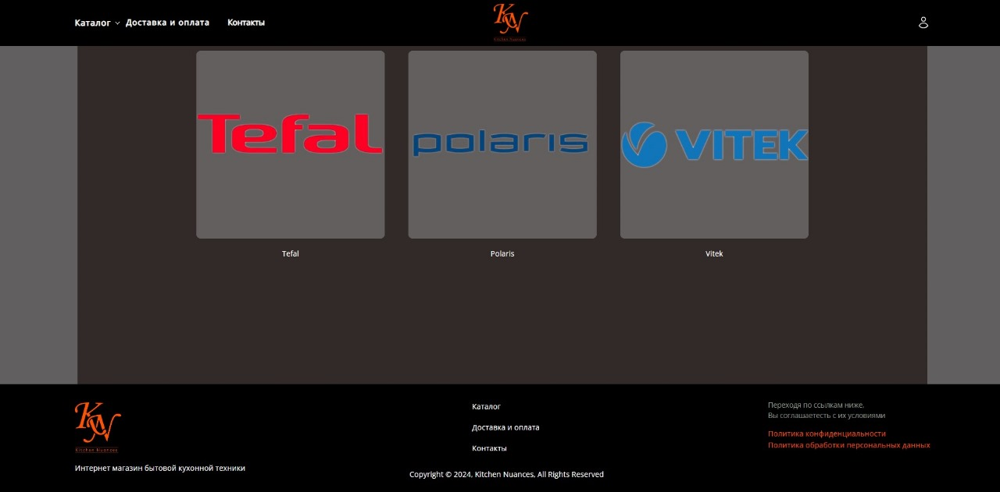 Каталог
Доставка и оплата
Контакты
KN
Kitchen Nuances
Tefal
polaris
VITEK
Tefal
Polaris
Vitek
KN
Kitchen Nuances
Интернет магазин бытовой кухонной техники
Каталог
Доставка и оплата
Контакты
Copyright © 2024, Kitchen Nuances, All Rights Reserved
Переходя по ссылкам ниже,
Вы соглашаетесть с их условиями
Политика конфиденциальности
Политика обработки персональных данных